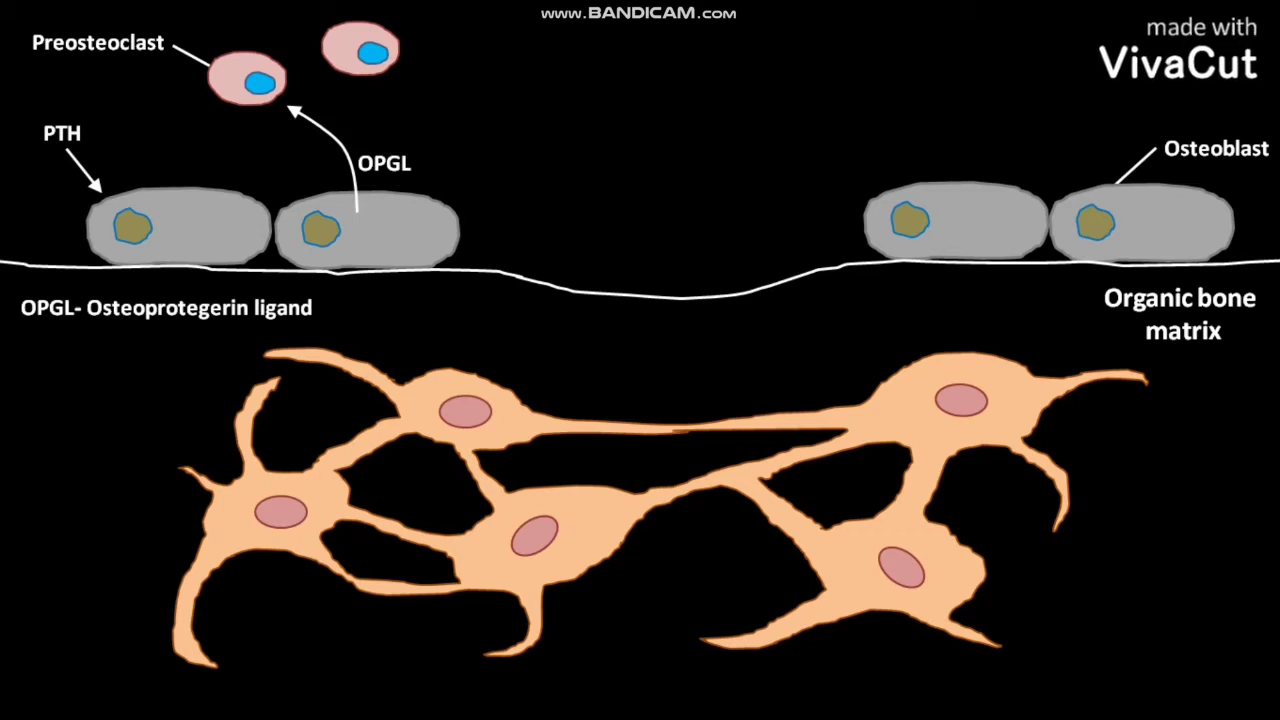 www.BANDICAM.com
made with
VivaCut
Preosteoclast
PTH
OPGL
Osteoblast
OPGL- Osteoprotegerin ligand
Organic bone
matrix